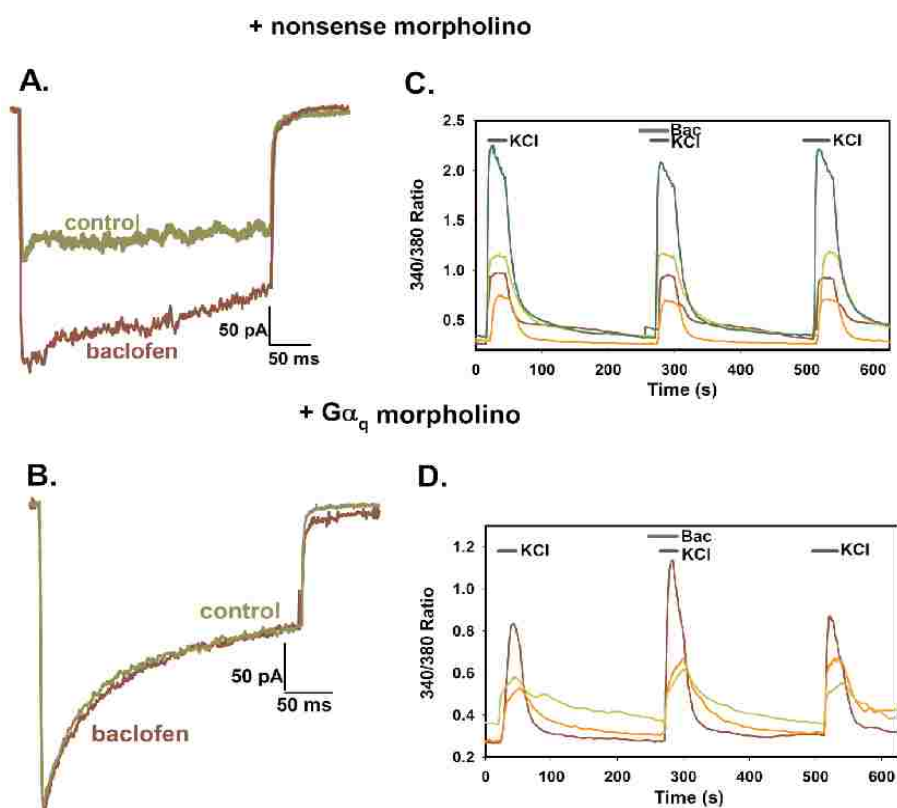 + nonsense morpholino
A.
control
baclofen
50 pA
50 ms
C.
2.5
2.0
1.5
1.0
0.5
340/380 Ratio
KCl
Bac
KCl
KCl
0 100 200 300 400 500 600
Time (s)
+ Gαq morpholino
B.
control
baclofen
50 pA
50 ms
D.
1.2
1.0
0.8
0.6
0.4
0.2
340/380 Ratio
KCl
Bac
KCl
KCl
0 100 200 300 400 500 600
Time (s)